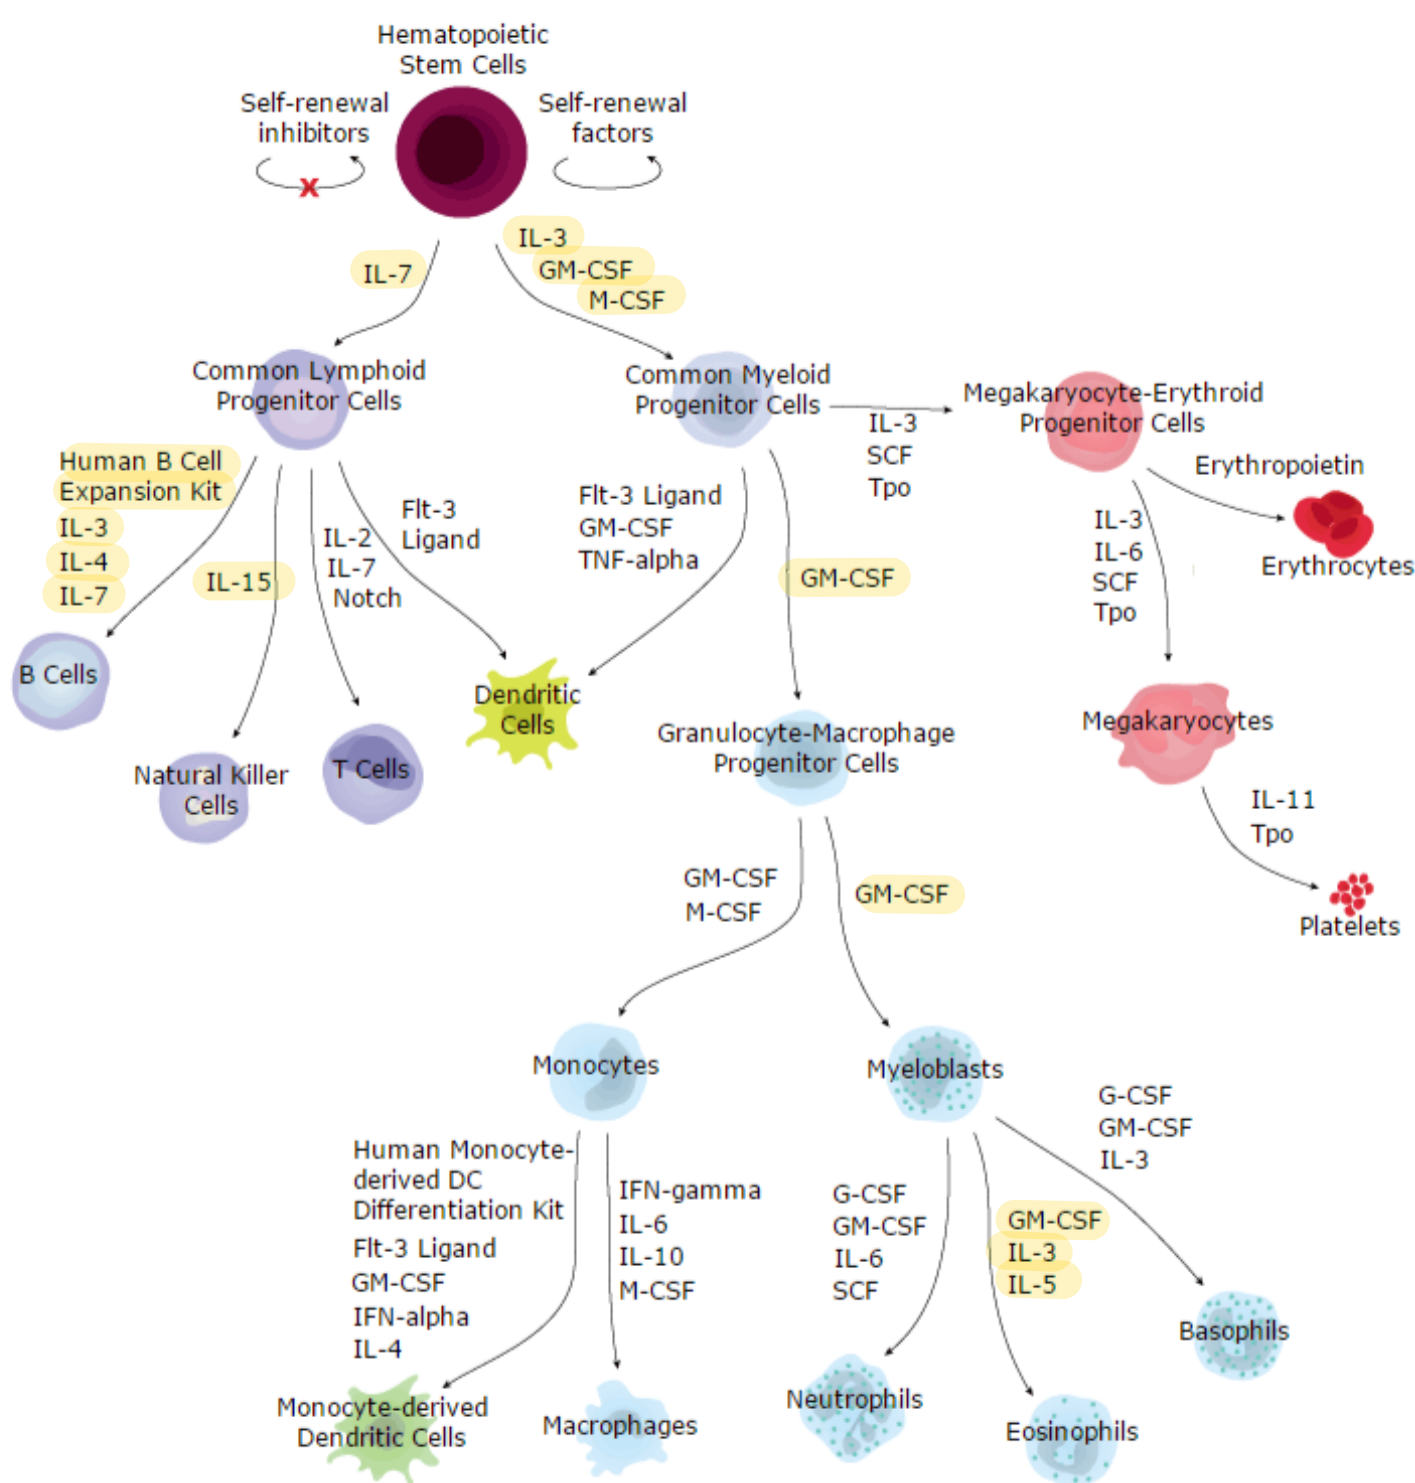 Hematopoietic
Stem Cells
Self-renewal
inhibitors
X
Self-renewal
factors
IL-7
IL-3
GM-CSF
M-CSF
Common Lymphoid
Progenitor Cells
Common Myeloid
Progenitor Cells
IL-3
SCF
Tpo
Megakaryocyte-Erythroid
Progenitor Cells
Erythropoietin
Erythrocytes
Human B Cell
Expansion Kit
IL-3
IL-4
IL-7
IL-15
IL-2
IL-7
Notch
Flt-3
Ligand
Flt-3 Ligand
GM-CSF
TNF-alpha
GM-CSF
IL-3
IL-6
SCF
Tpo
B Cells
Natural Killer
Cells
T Cells
Dendritic
Cells
Granulocyte-Macrophage
Progenitor Cells
Megakaryocytes
IL-11
Tpo
Platelets
GM-CSF
M-CSF
GM-CSF
Monocytes
Myeloblasts
Human Monocyte-
derived DC
Differentiation Kit
Flt-3 Ligand
GM-CSF
IFN-alpha
IL-4
IFN-gamma
IL-6
IL-10
M-CSF
G-CSF
GM-CSF
IL-6
SCF
GM-CSF
IL-3
IL-5
G-CSF
GM-CSF
IL-3
Monocyte-derived
Dendritic Cells
Macrophages
Neutrophils
Eosinophils
Basophils